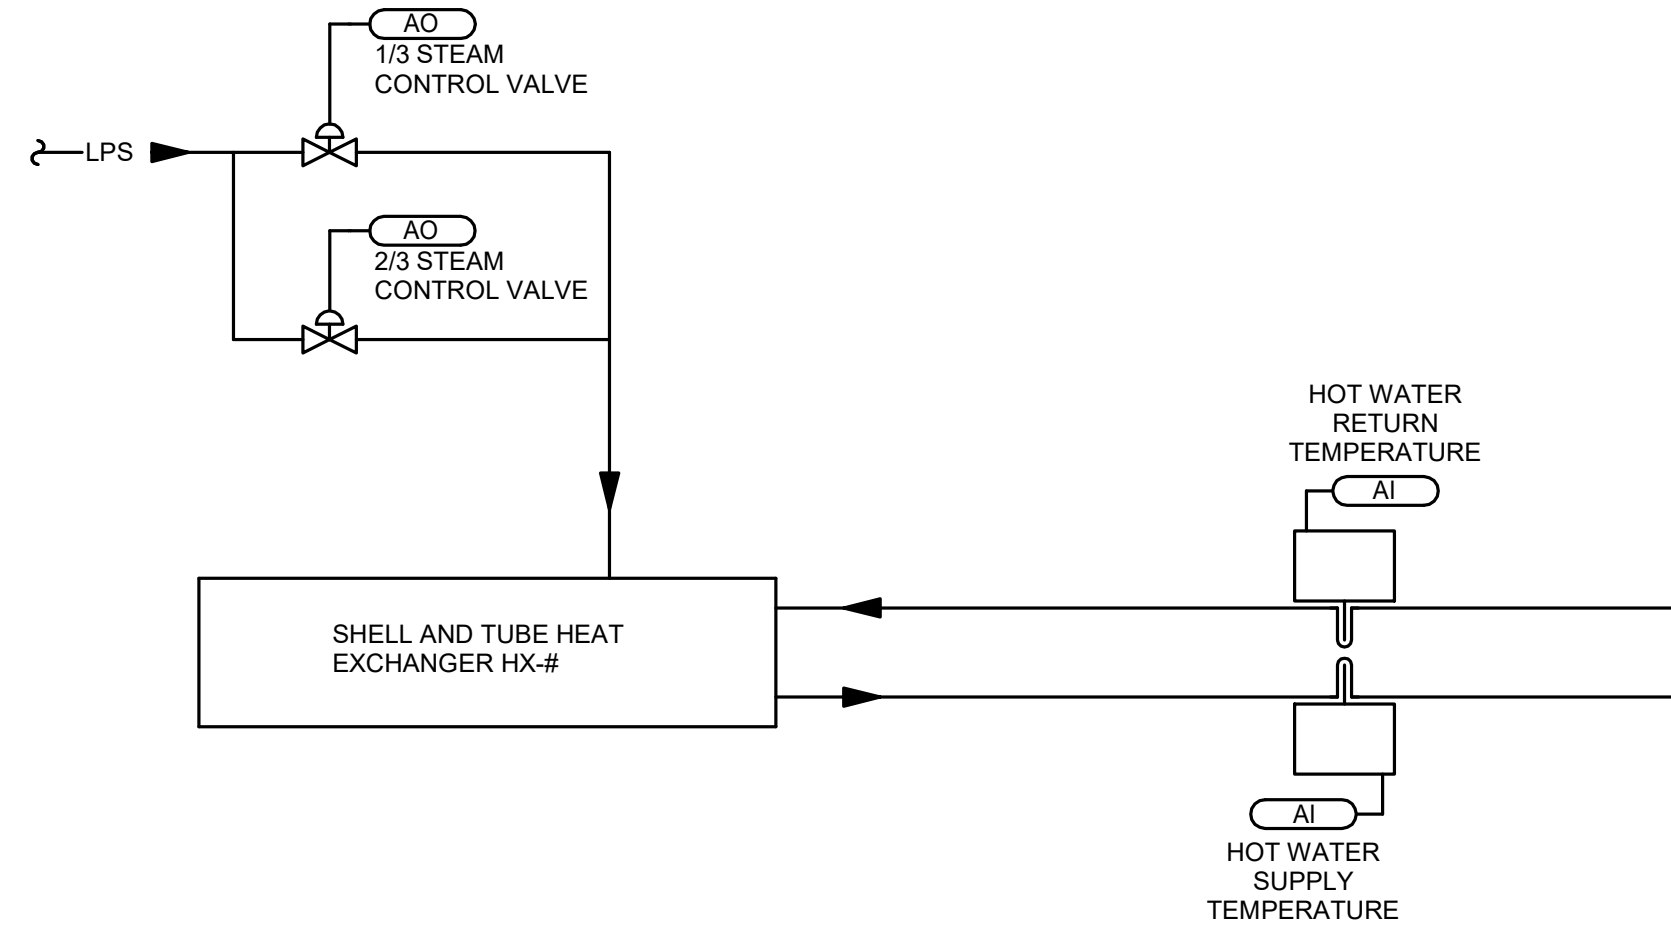 AO
1/3 STEAM
CONTROL VALVE
LPS
AO
2/3 STEAM
CONTROL VALVE
HOT WATER
RETURN
TEMPERATURE
AI
SHELL AND TUBE HEAT
EXCHANGER HX-#
AI
HOT WATER
SUPPLY
TEMPERATURE